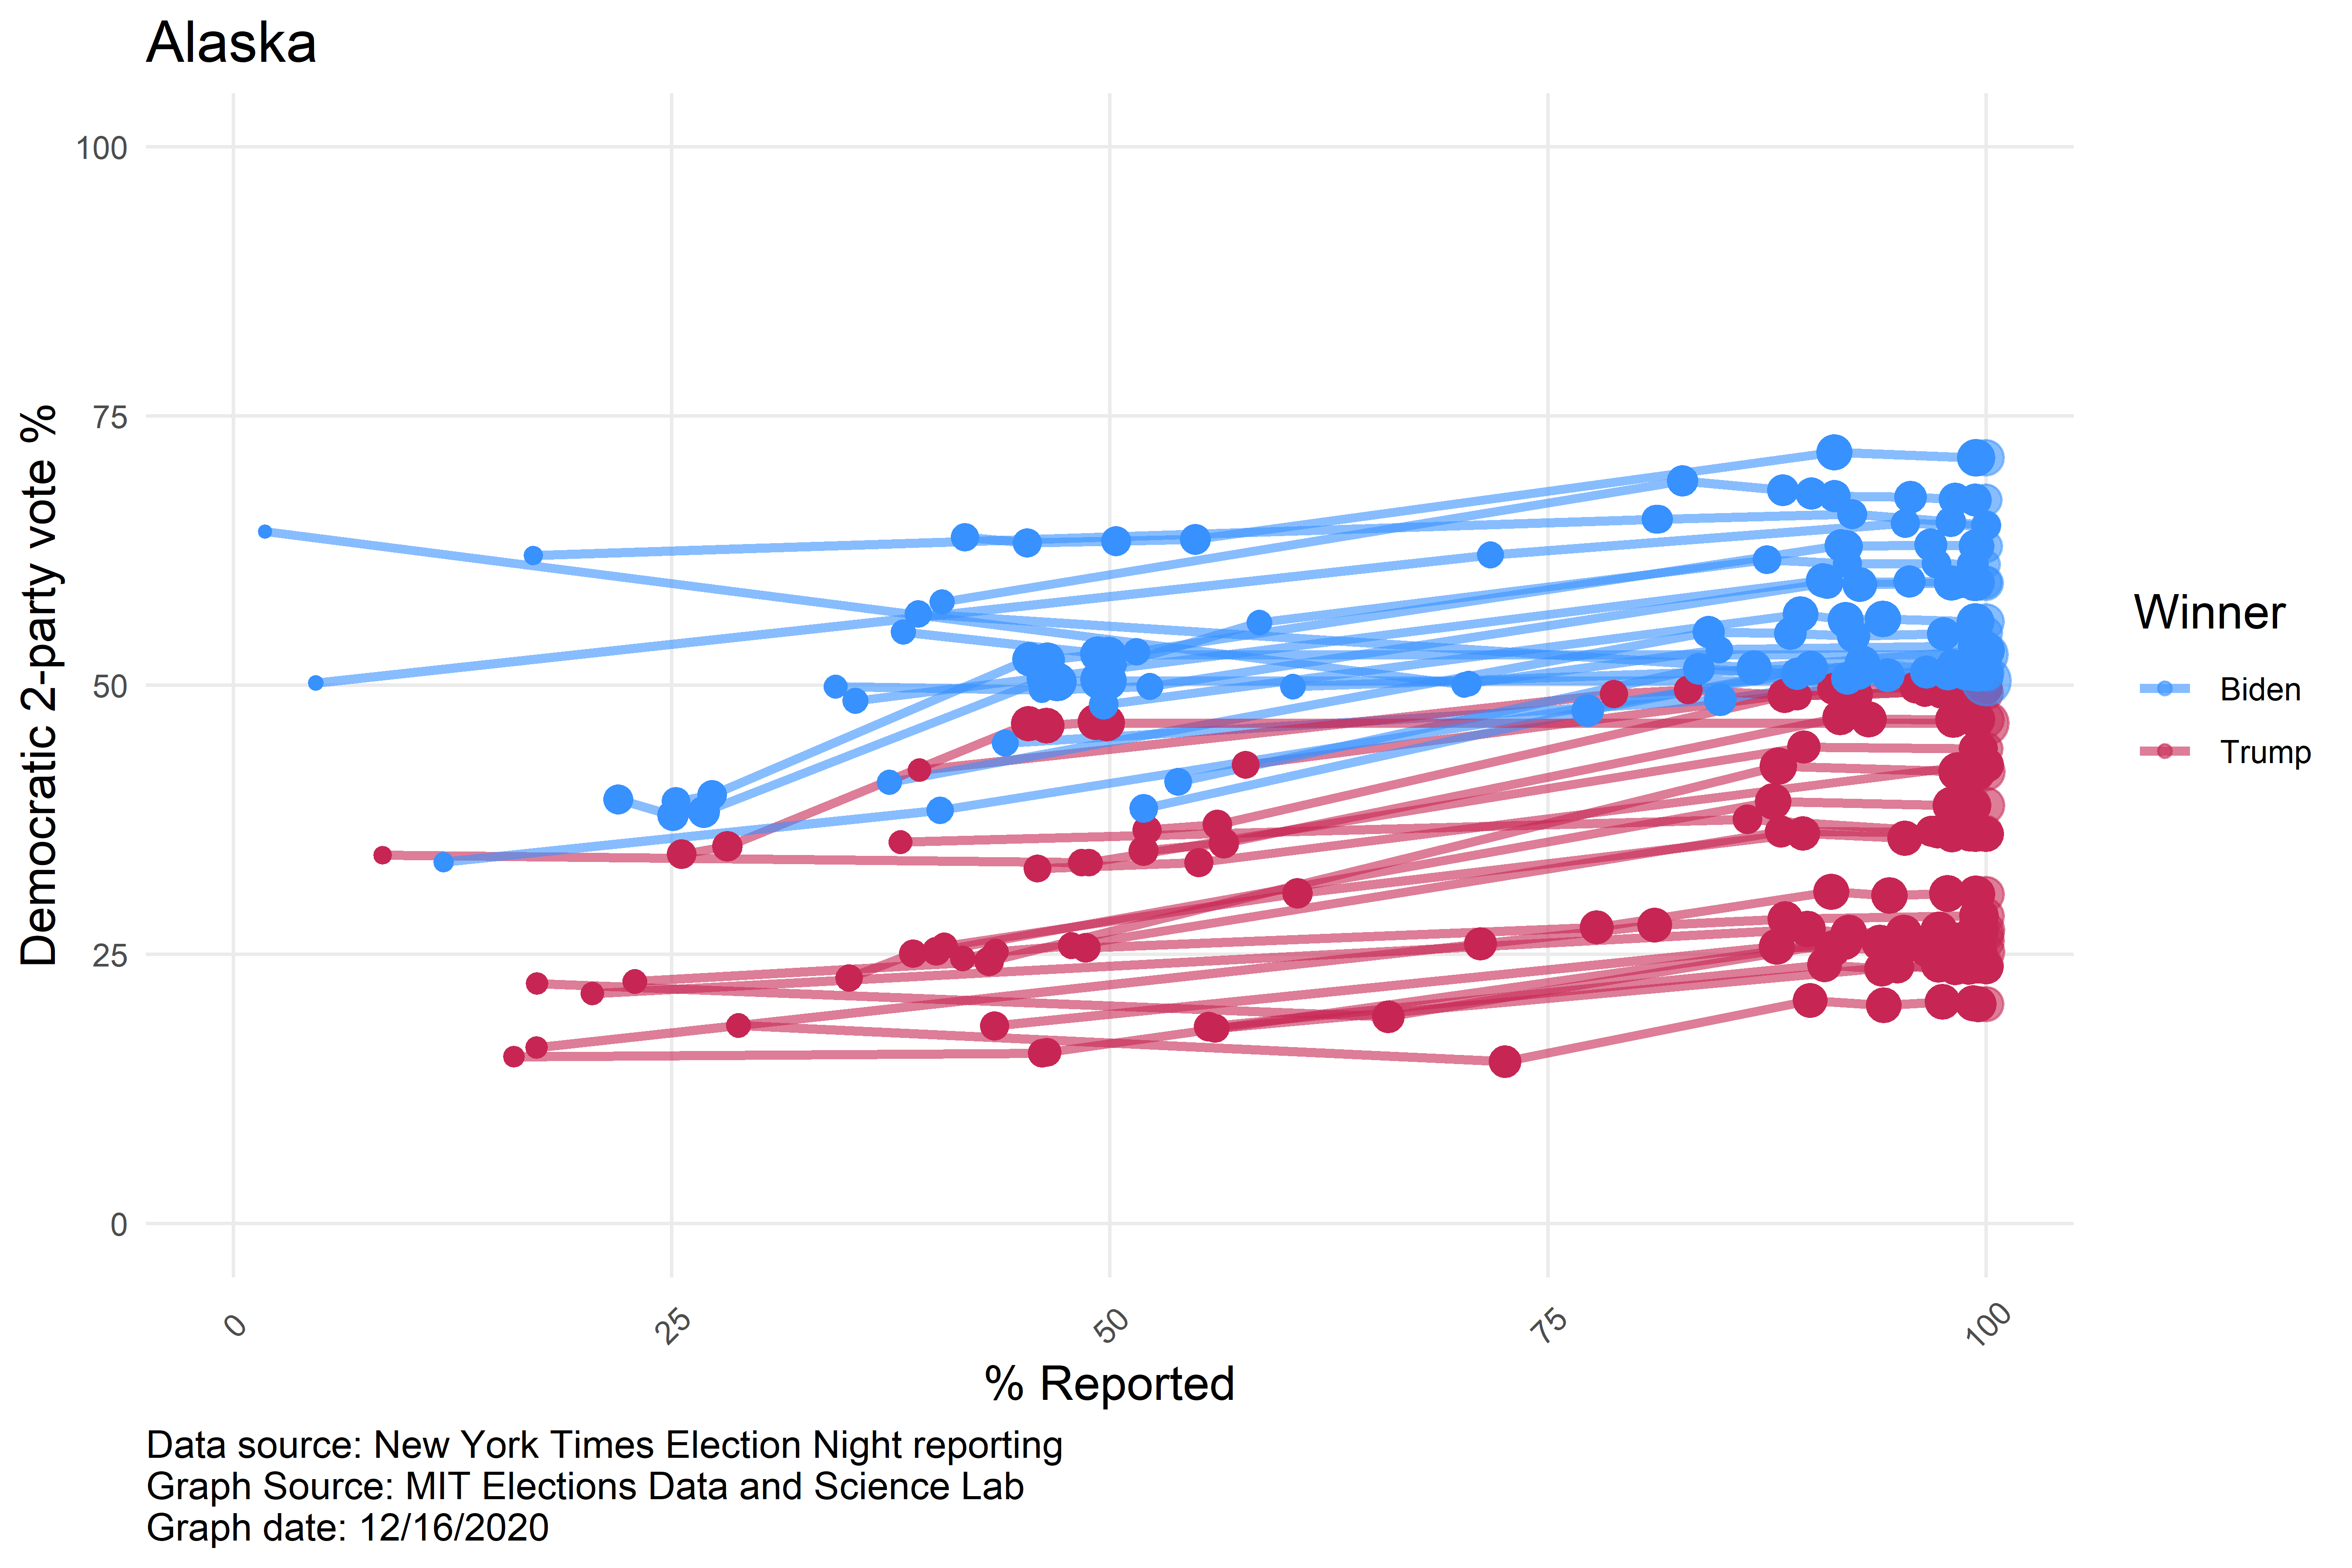 Alaska
Democratic 2-party vote %
100
75
50
25
0
0
25
50
75
100
% Reported
Winner
Biden
Trump
Data source: New York Times Election Night reporting
Graph Source: MIT Elections Data and Science Lab
Graph date: 12/16/2020